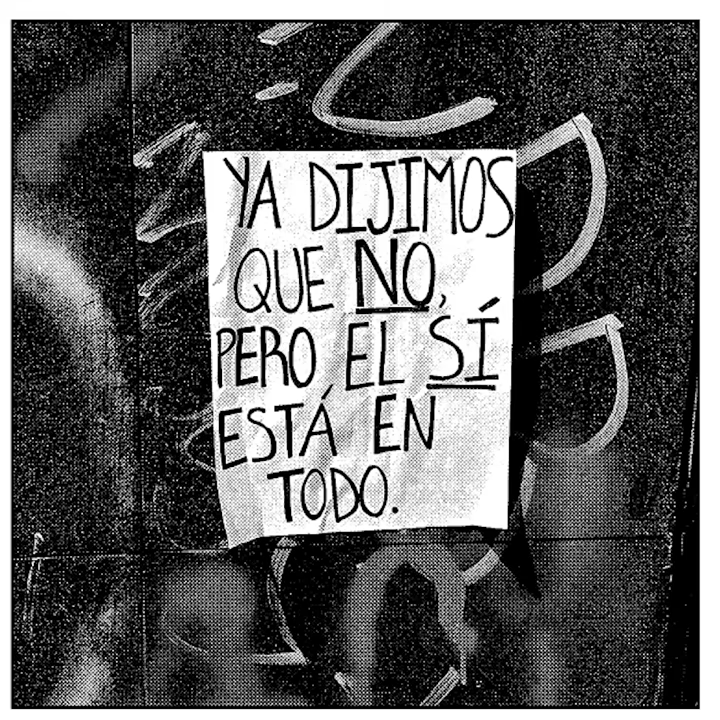 YA DIJIMOS
QUE NO,
PERO EL SÍ
ESTÁ EN
TODO.